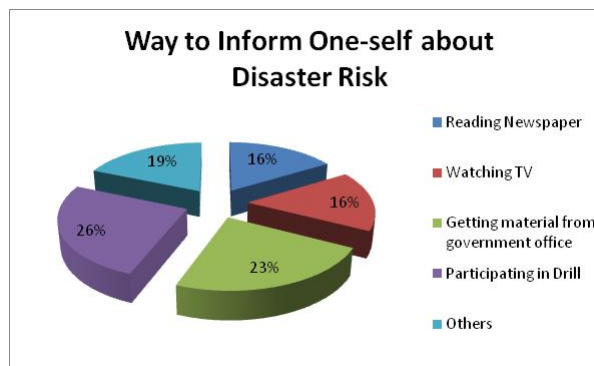 Way to Inform One-self about
Disaster Risk
19%
16%
16%
26%
23%
Reading Newspaper
Watching TV
Getting material from
government office
Participating in Drill
Others